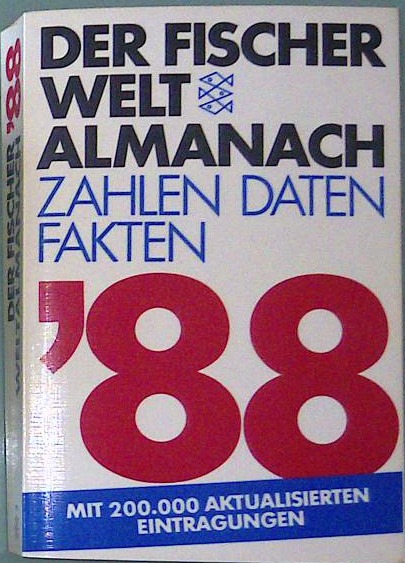 DER FISCHER
WELT
ALMANACH
ZAHLEN DATEN
FAKTEN
'88
MIT 200.000 AKTUALISIERTEN
EINTRAGUNGEN
DER FISCHER
WELTALMANACH
'88